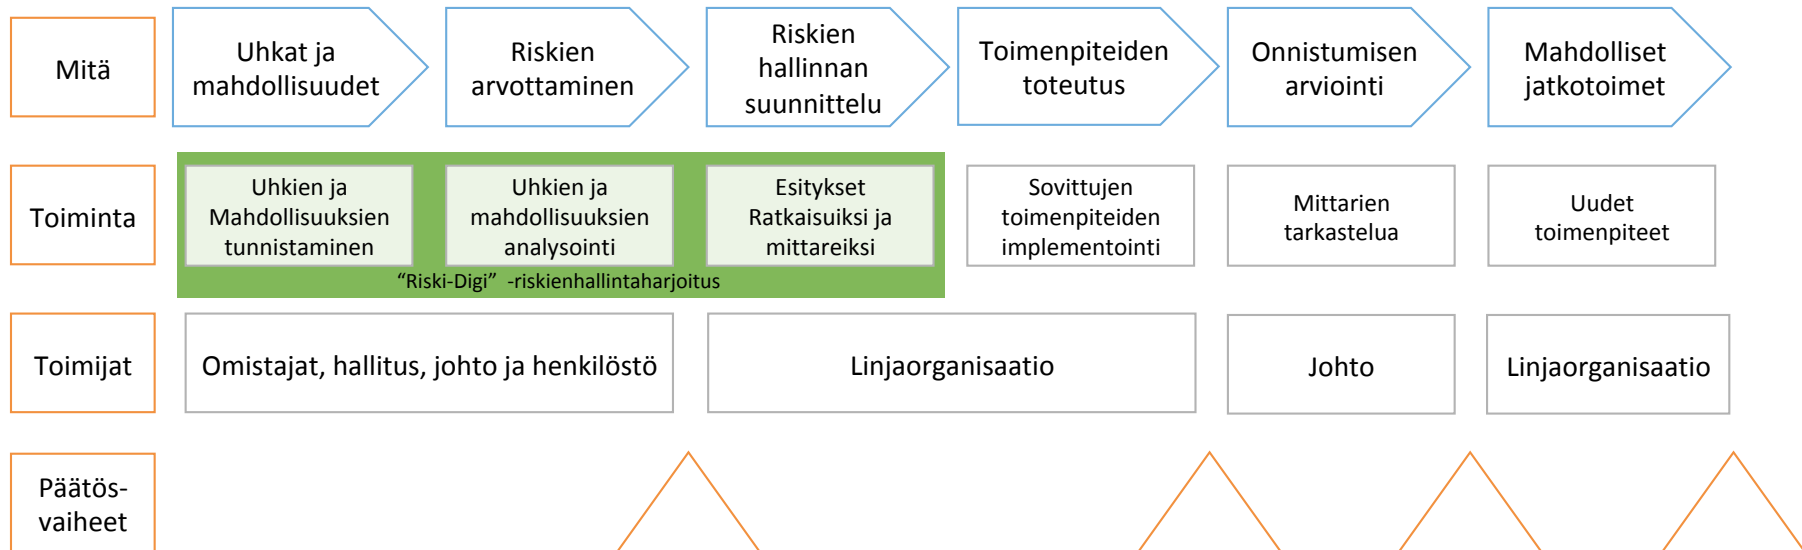 Mitä
Uhkat ja
mahdollisuudet
Riskien
arvottaminen
Riskien
hallinnan
suunnittelu
Toimenpiteiden
toteutus
Onnistumisen
arviointi
Mahdolliset
jatkotoimet
Toiminta
Uhkien ja
Mahdollisuuksien
tunnistaminen
Uhkien ja
mahdollisuuksien
analysointi
Esitykset
Ratkaisuiksi ja
mittareiksi
Sovittujen
toimenpiteiden
implementointi
Mittarien
tarkastelua
Uudet
toimenpiteet
“Riski-Digi” -riskienhallintaharjoitus
Toimijat
Omistajat, hallitus, johto ja henkilöstö
Linjaorganisaatio
Johto
Linjaorganisaatio
Päätös-
vaiheet